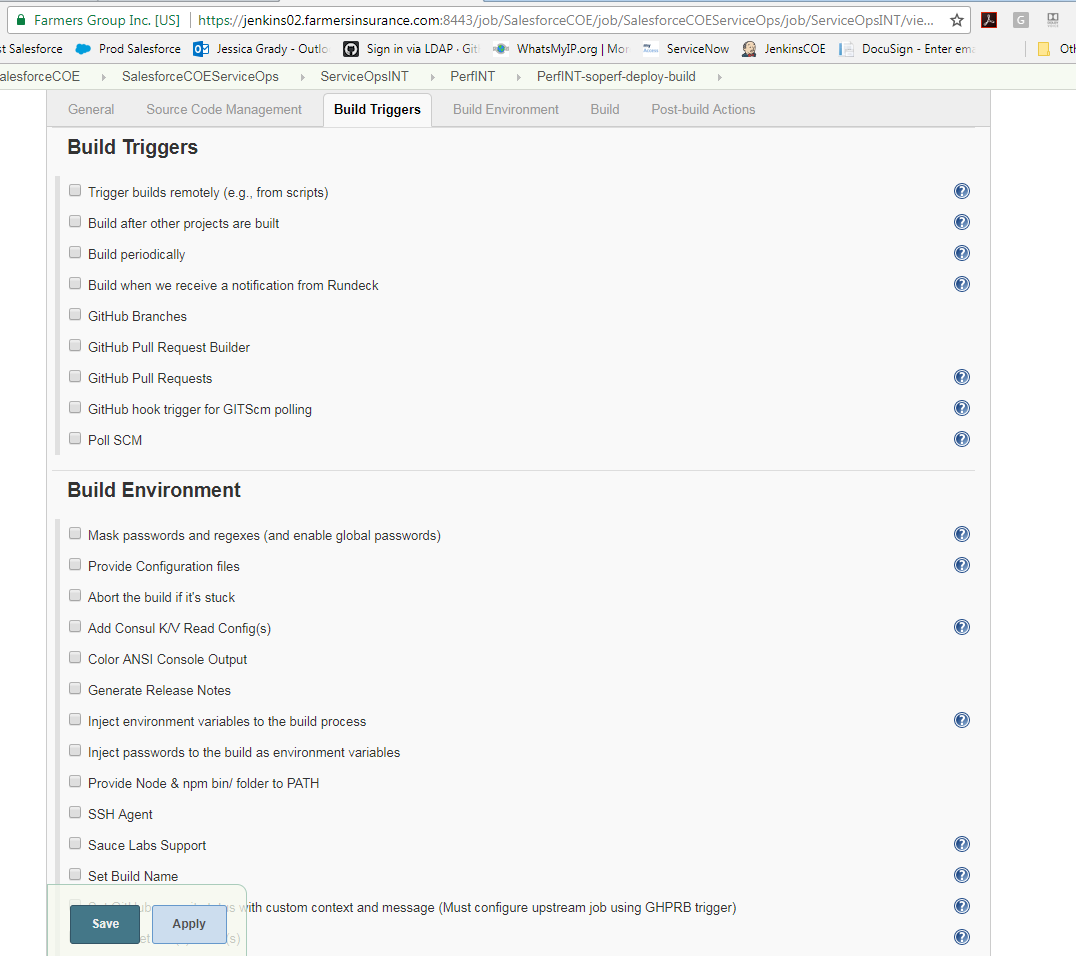 Farmers Group Inc. [US] https://jenkins02.farmersinsurance.com:8443/job/SalesforceCOE/job/SalesforceCOEServiceOps/job/ServiceOpsINT/vie...
st Salesforce Prod Salesforce Jessica Grady - Outlo Sign in via LDAP · Git WhatsMyIP.org | Mor ServiceNow JenkinsCOE DocuSign - Enter ema Oth
alesforceCOE SalesforceCOEServiceOps ServiceOpsINT PerfINT PerfINT-soperf-deploy-build
General Source Code Management Build Triggers Build Environment Build Post-build Actions
Build Triggers
Trigger builds remotely (e.g., from scripts)
Build after other projects are built
Build periodically
Build when we receive a notification from Rundeck
GitHub Branches
GitHub Pull Request Builder
GitHub Pull Requests
GitHub hook trigger for GITScm polling
Poll SCM
Build Environment
Mask passwords and regexes (and enable global passwords)
Provide Configuration files
Abort the build if it's stuck
Add Consul K/V Read Config(s)
Color ANSI Console Output
Generate Release Notes
Inject environment variables to the build process
Inject passwords to the build as environment variables
Provide Node & npm bin/ folder to PATH
SSH Agent
Sauce Labs Support
Set Build Name
with custom context and message (Must configure upstream job using GHPRB trigger)
Save Apply